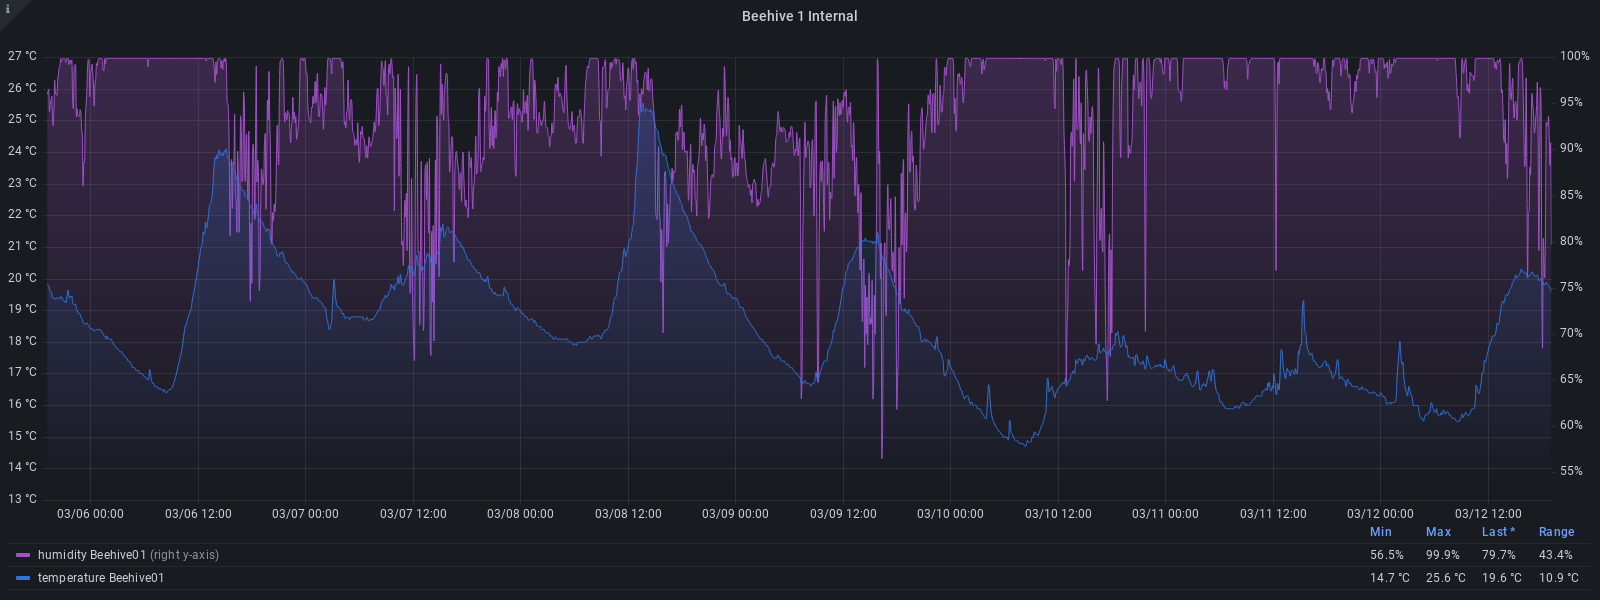 i
Beehive 1 Internal
27 °C 100%
26 °C 95%
25 °C 90%
24 °C 85%
23 °C 80%
22 °C 75%
21 °C 70%
20 °C 65%
19 °C 60%
18 °C 55%
17 °C
16 °C
15 °C
14 °C
13 °C
03/06 00:00 03/06 12:00 03/07 00:00 03/07 12:00 03/08 00:00 03/08 12:00 03/09 00:00 03/09 12:00 03/10 00:00 03/10 12:00 03/11 00:00 03/11 12:00 03/12 00:00 03/12 12:00
Min Max Last * Range
humidity Beehive01 (right y-axis) 56.5% 99.9% 79.7% 43.4%
temperature Beehive01 14.7 °C 25.6 °C 19.6 °C 10.9 °C